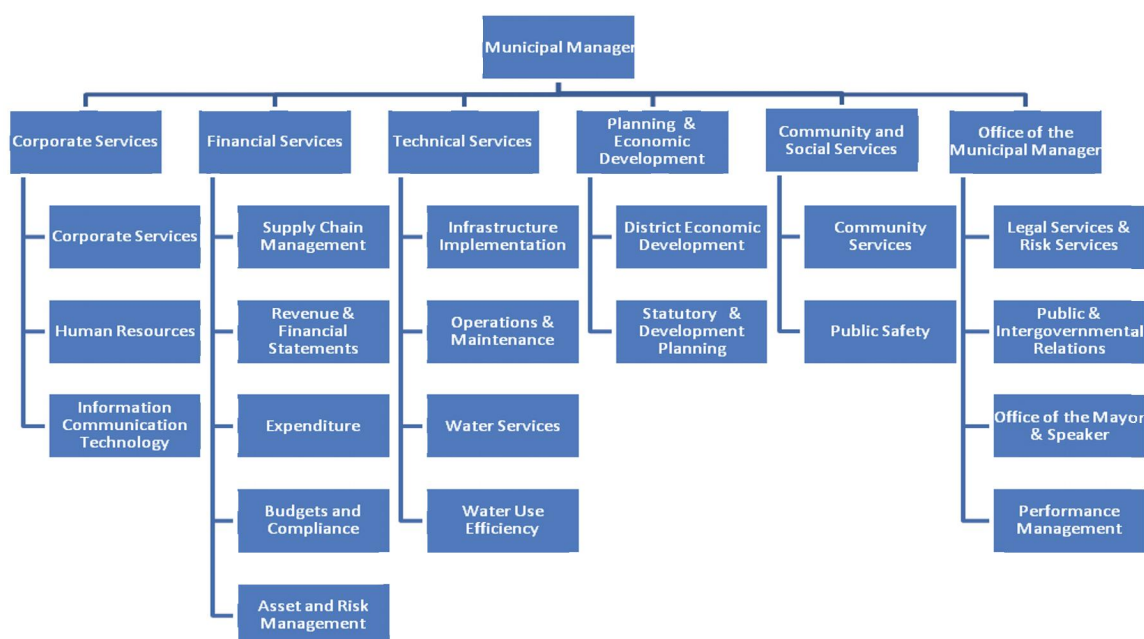 Municipal Manager
Corporate Services
Financial Services
Technical Services
Planning &
Economic
Development
Community and
Social Services
Office of the
Municipal Manager
Corporate Services
Human Resources
Information
Communication
Technology
Supply Chain
Management
Revenue &
Financial
Statements
Expenditure
Budgets and
Compliance
Asset and Risk
Management
Infrastructure
Implementation
Operations &
Maintenance
Water Services
Water Use
Efficiency
District Economic
Development
Statutory &
Development
Planning
Community
Services
Public Safety
Legal Services &
Risk Services
Public &
Intergovernmental
Relations
Office of the Mayor
& Speaker
Performance
Management